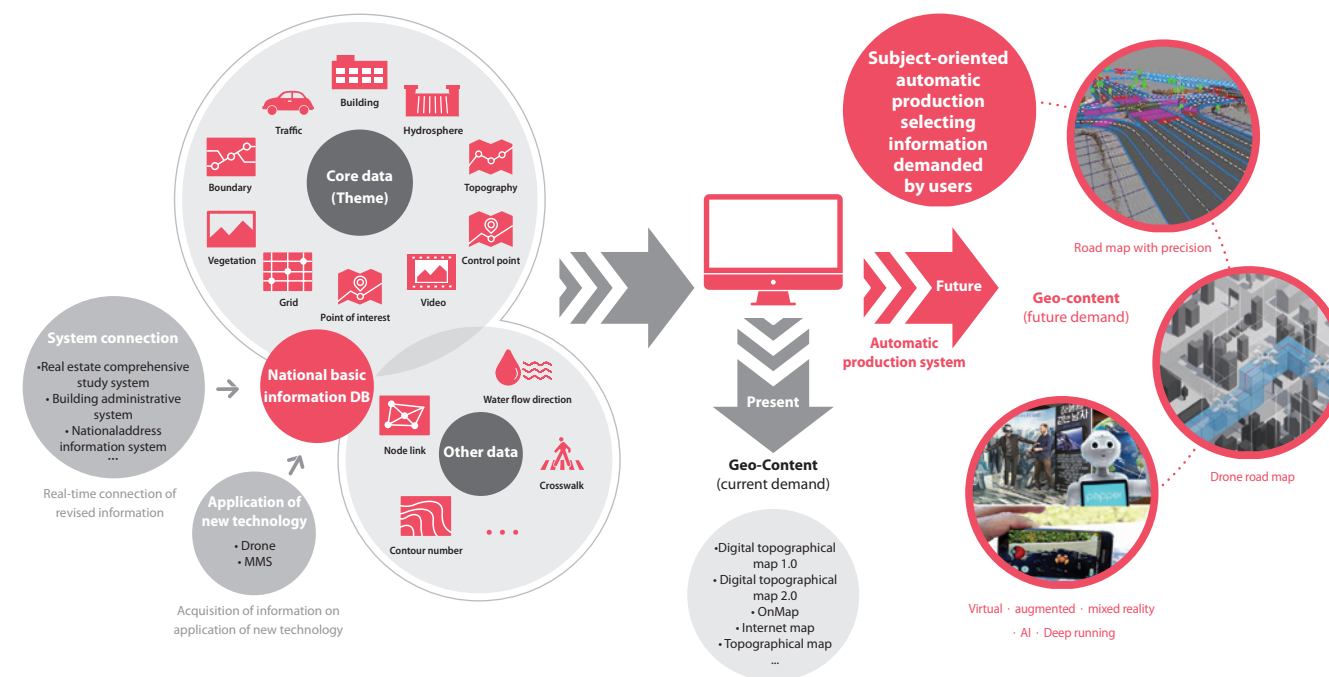 Building
Traffic
Hydrosphere
Core data
(Theme)
Boundary
Topography
Vegetation
Control point
Grid
Point of interest
Video
System connection
•Real estate comprehensive
study system
• Building administrative
system
• Nationaladdress
information system
...
Real-time connection of
revised information
National basic
information DB
Application of
new technology
• Drone
• MMS
Acquisition of information on
application of new technology
Water flow direction
Node link
Other data
Crosswalk
Contour number
• • •
Automatic
production system
Future
Present
Geo-Content
(current demand)
•Digital topographical
map 1.0
• Digital topographical
map 2.0
• OnMap
• Internet map
• Topographical map
...
Subject-oriented
automatic
production
selecting
information
demanded
by users
Road map with precision
Geo-content
(future demand)
Drone road map
pepper
Virtual · augmented · mixed reality
· AI · Deep running